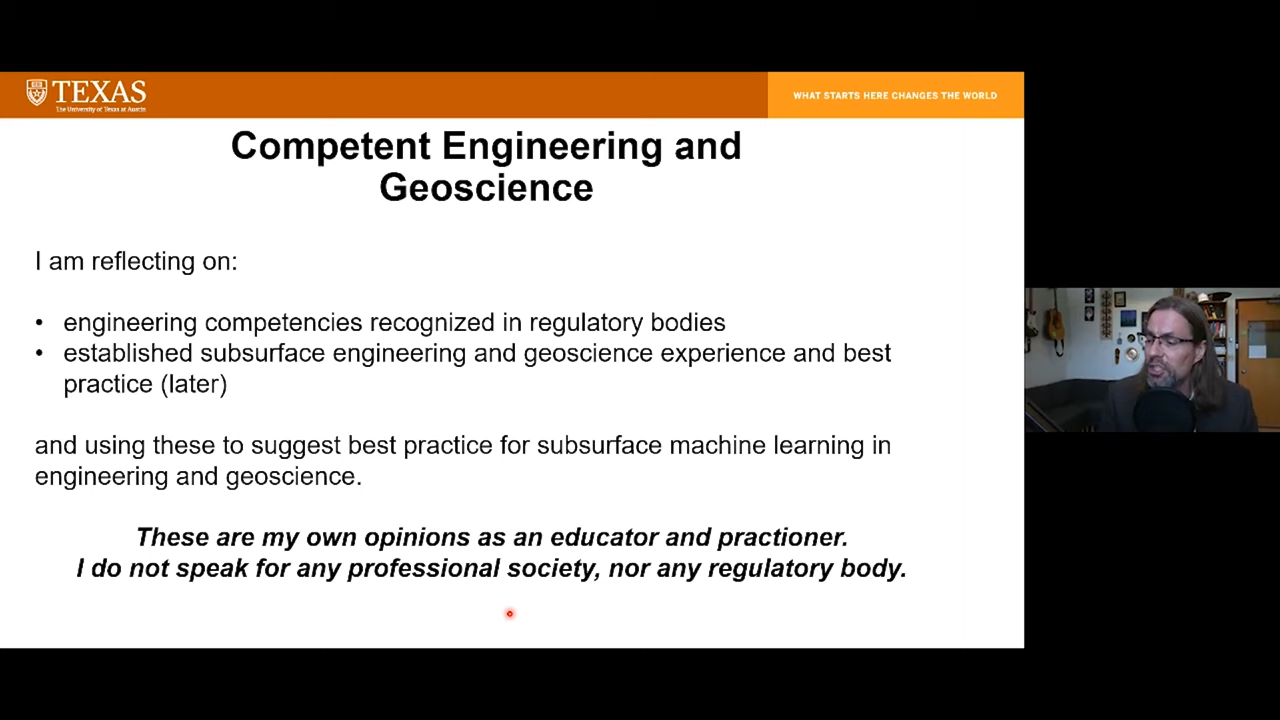 TEXAS
The University of Texas at Austin
WHAT STARTS HERE CHANGES THE WORLD
Competent Engineering and
Geoscience
I am reflecting on:
• engineering competencies recognized in regulatory bodies
• established subsurface engineering and geoscience experience and best
practice (later)
and using these to suggest best practice for subsurface machine learning in
engineering and geoscience.
These are my own opinions as an educator and practioner.
I do not speak for any professional society, nor any regulatory body.